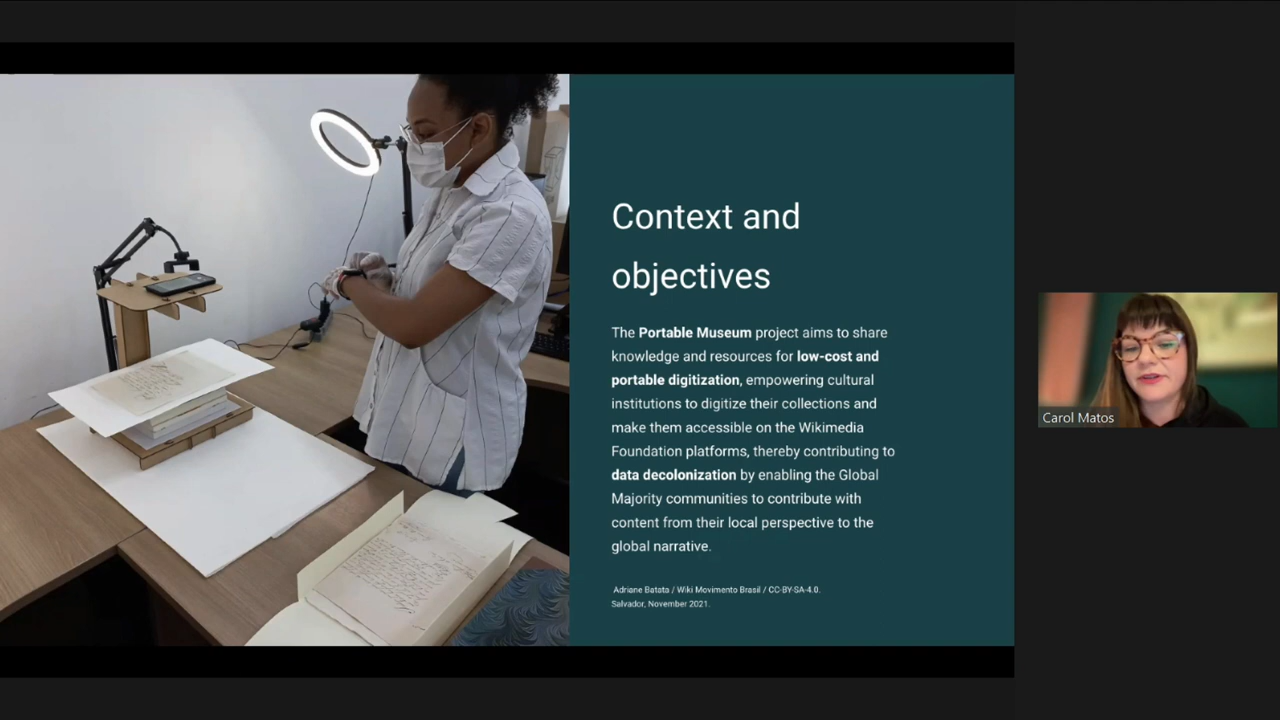 Context and
objectives
The Portable Museum project aims to share
knowledge and resources for low-cost and
portable digitization, empowering cultural
institutions to digitize their collections and
make them accessible on the Wikimedia
Foundation platforms, thereby contributing to
data decolonization by enabling the Global
Majority communities to contribute with
content from their local perspective to the
global narrative.
Adriane Batata / Wiki Movimento Brasil / CC-BY-SA-4.0.
Salvador, November 2021.
Carol Matos